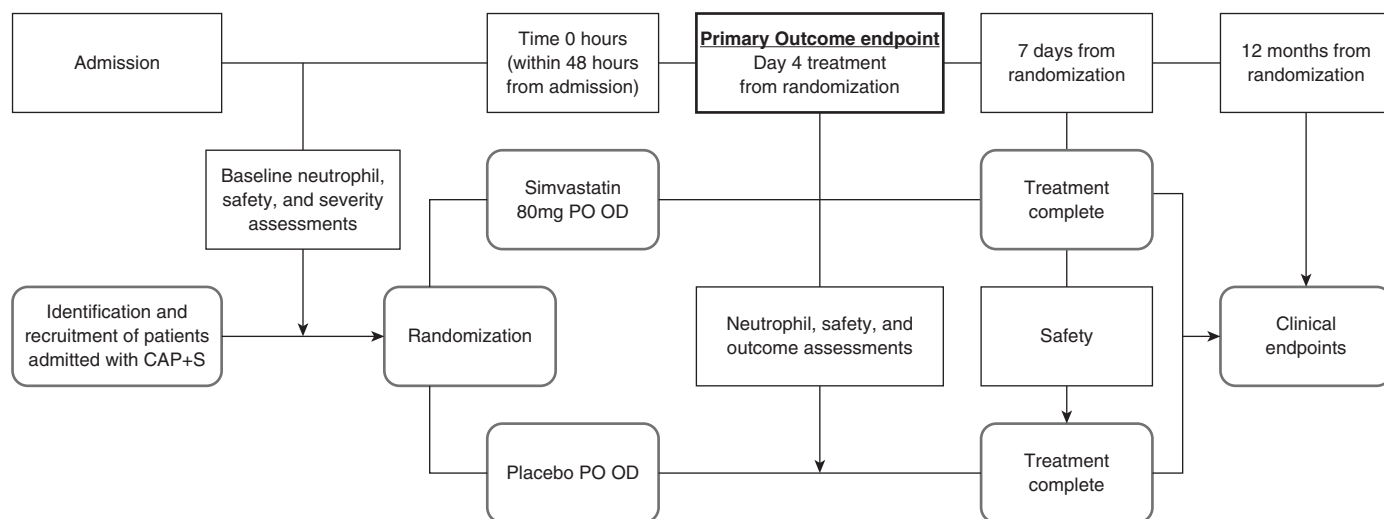 Admission
Time 0 hours
(within 48 hours
from admission)
Primary Outcome endpoint
Day 4 treatment
from randomization
7 days from
randomization
12 months from
randomization
Baseline neutrophil,
safety, and severity
assessments
Simvastatin
80mg PO OD
Treatment
complete
Identification and
recruitment of patients
admitted with CAP+S
Randomization
Neutrophil, safety, and
outcome assessments
Safety
Clinical
endpoints
Placebo PO OD
Treatment
complete